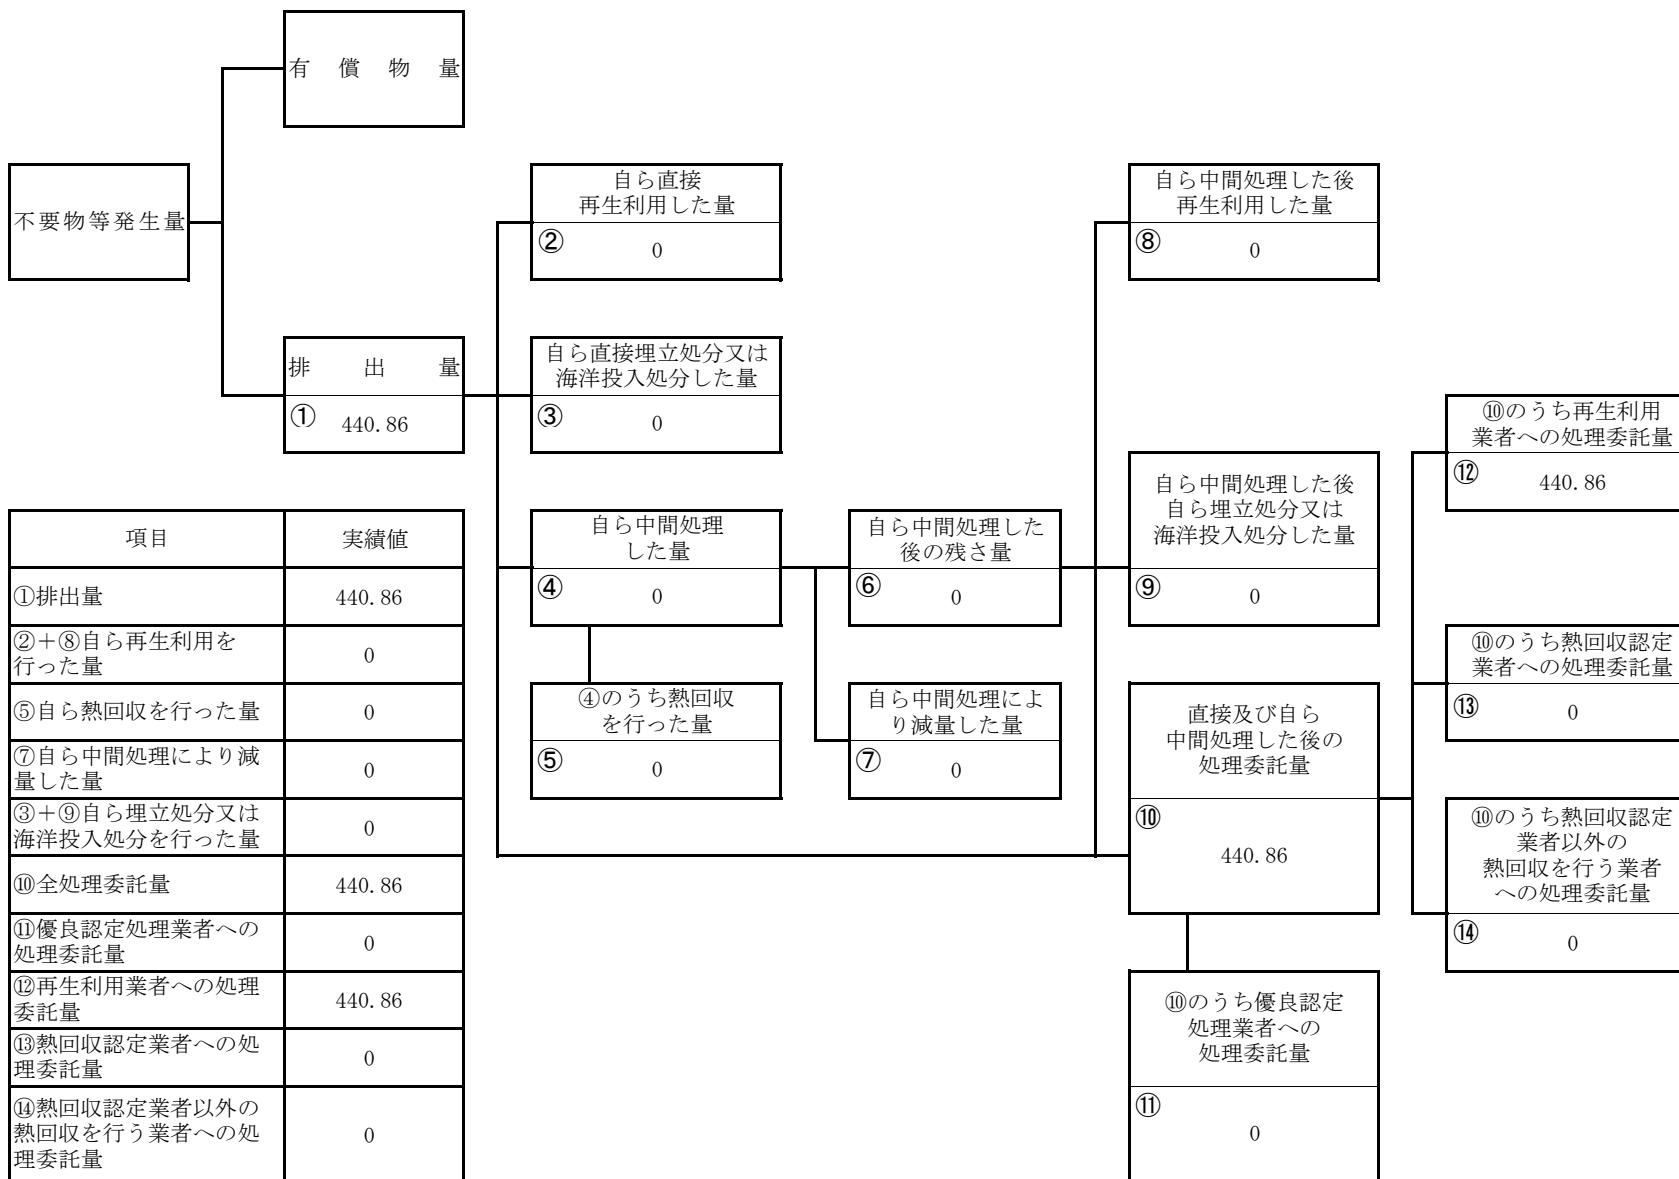 有償物量
不要物等発生量
排出量
① 440.86
自ら直接
再生利用した量
② 0
自ら直接埋立処分又は
海洋投入処分した量
③ 0
自ら中間処理
した量
④ 0
④のうち熱回収
を行った量
⑤ 0
自ら中間処理した
後の残さ量
⑥ 0
自ら中間処理によ
り減量した量
⑦ 0
自ら中間処理した後
再生利用した量
⑧ 0
自ら中間処理した後
自ら埋立処分又は
海洋投入処分した量
⑨ 0
直接及び自ら
中間処理した後の
処理委託量
⑩
440.86
⑩のうち優良認定
処理業者への
処理委託量
⑪
0
⑩のうち再生利用
業者への処理委託量
⑫ 440.86
⑩のうち熱回収認定
業者への処理委託量
⑬ 0
⑩のうち熱回収認定
業者以外の
熱回収を行う業者
への処理委託量
⑭ 0
項目 実績値
①排出量 440.86
②+⑧自ら再生利用を
行った量 0
⑤自ら熱回収を行った量 0
⑦自ら中間処理により減
量した量 0
③+⑨自ら埋立処分又は
海洋投入処分を行った量 0
⑩全処理委託量 440.86
⑪優良認定処理業者への
処理委託量 0
⑫再生利用業者への処理
委託量 440.86
⑬熱回収認定業者への処
理委託量 0
⑭熱回収認定業者以外の
熱回収を行う業者への処 0
理委託量